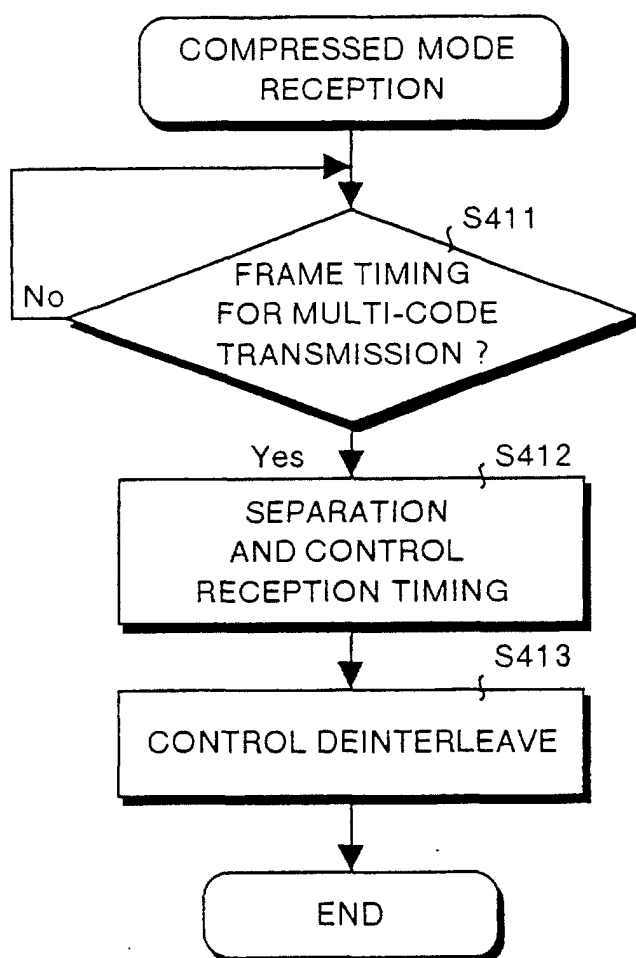 COMPRESSED MODE
RECEPTION
S411
FRAME TIMING
FOR MULTI-CODE
TRANSMISSION ?
No
Yes
S412
SEPARATION
AND CONTROL
RECEPTION TIMING
S413
CONTROL DEINTERLEAVE
END